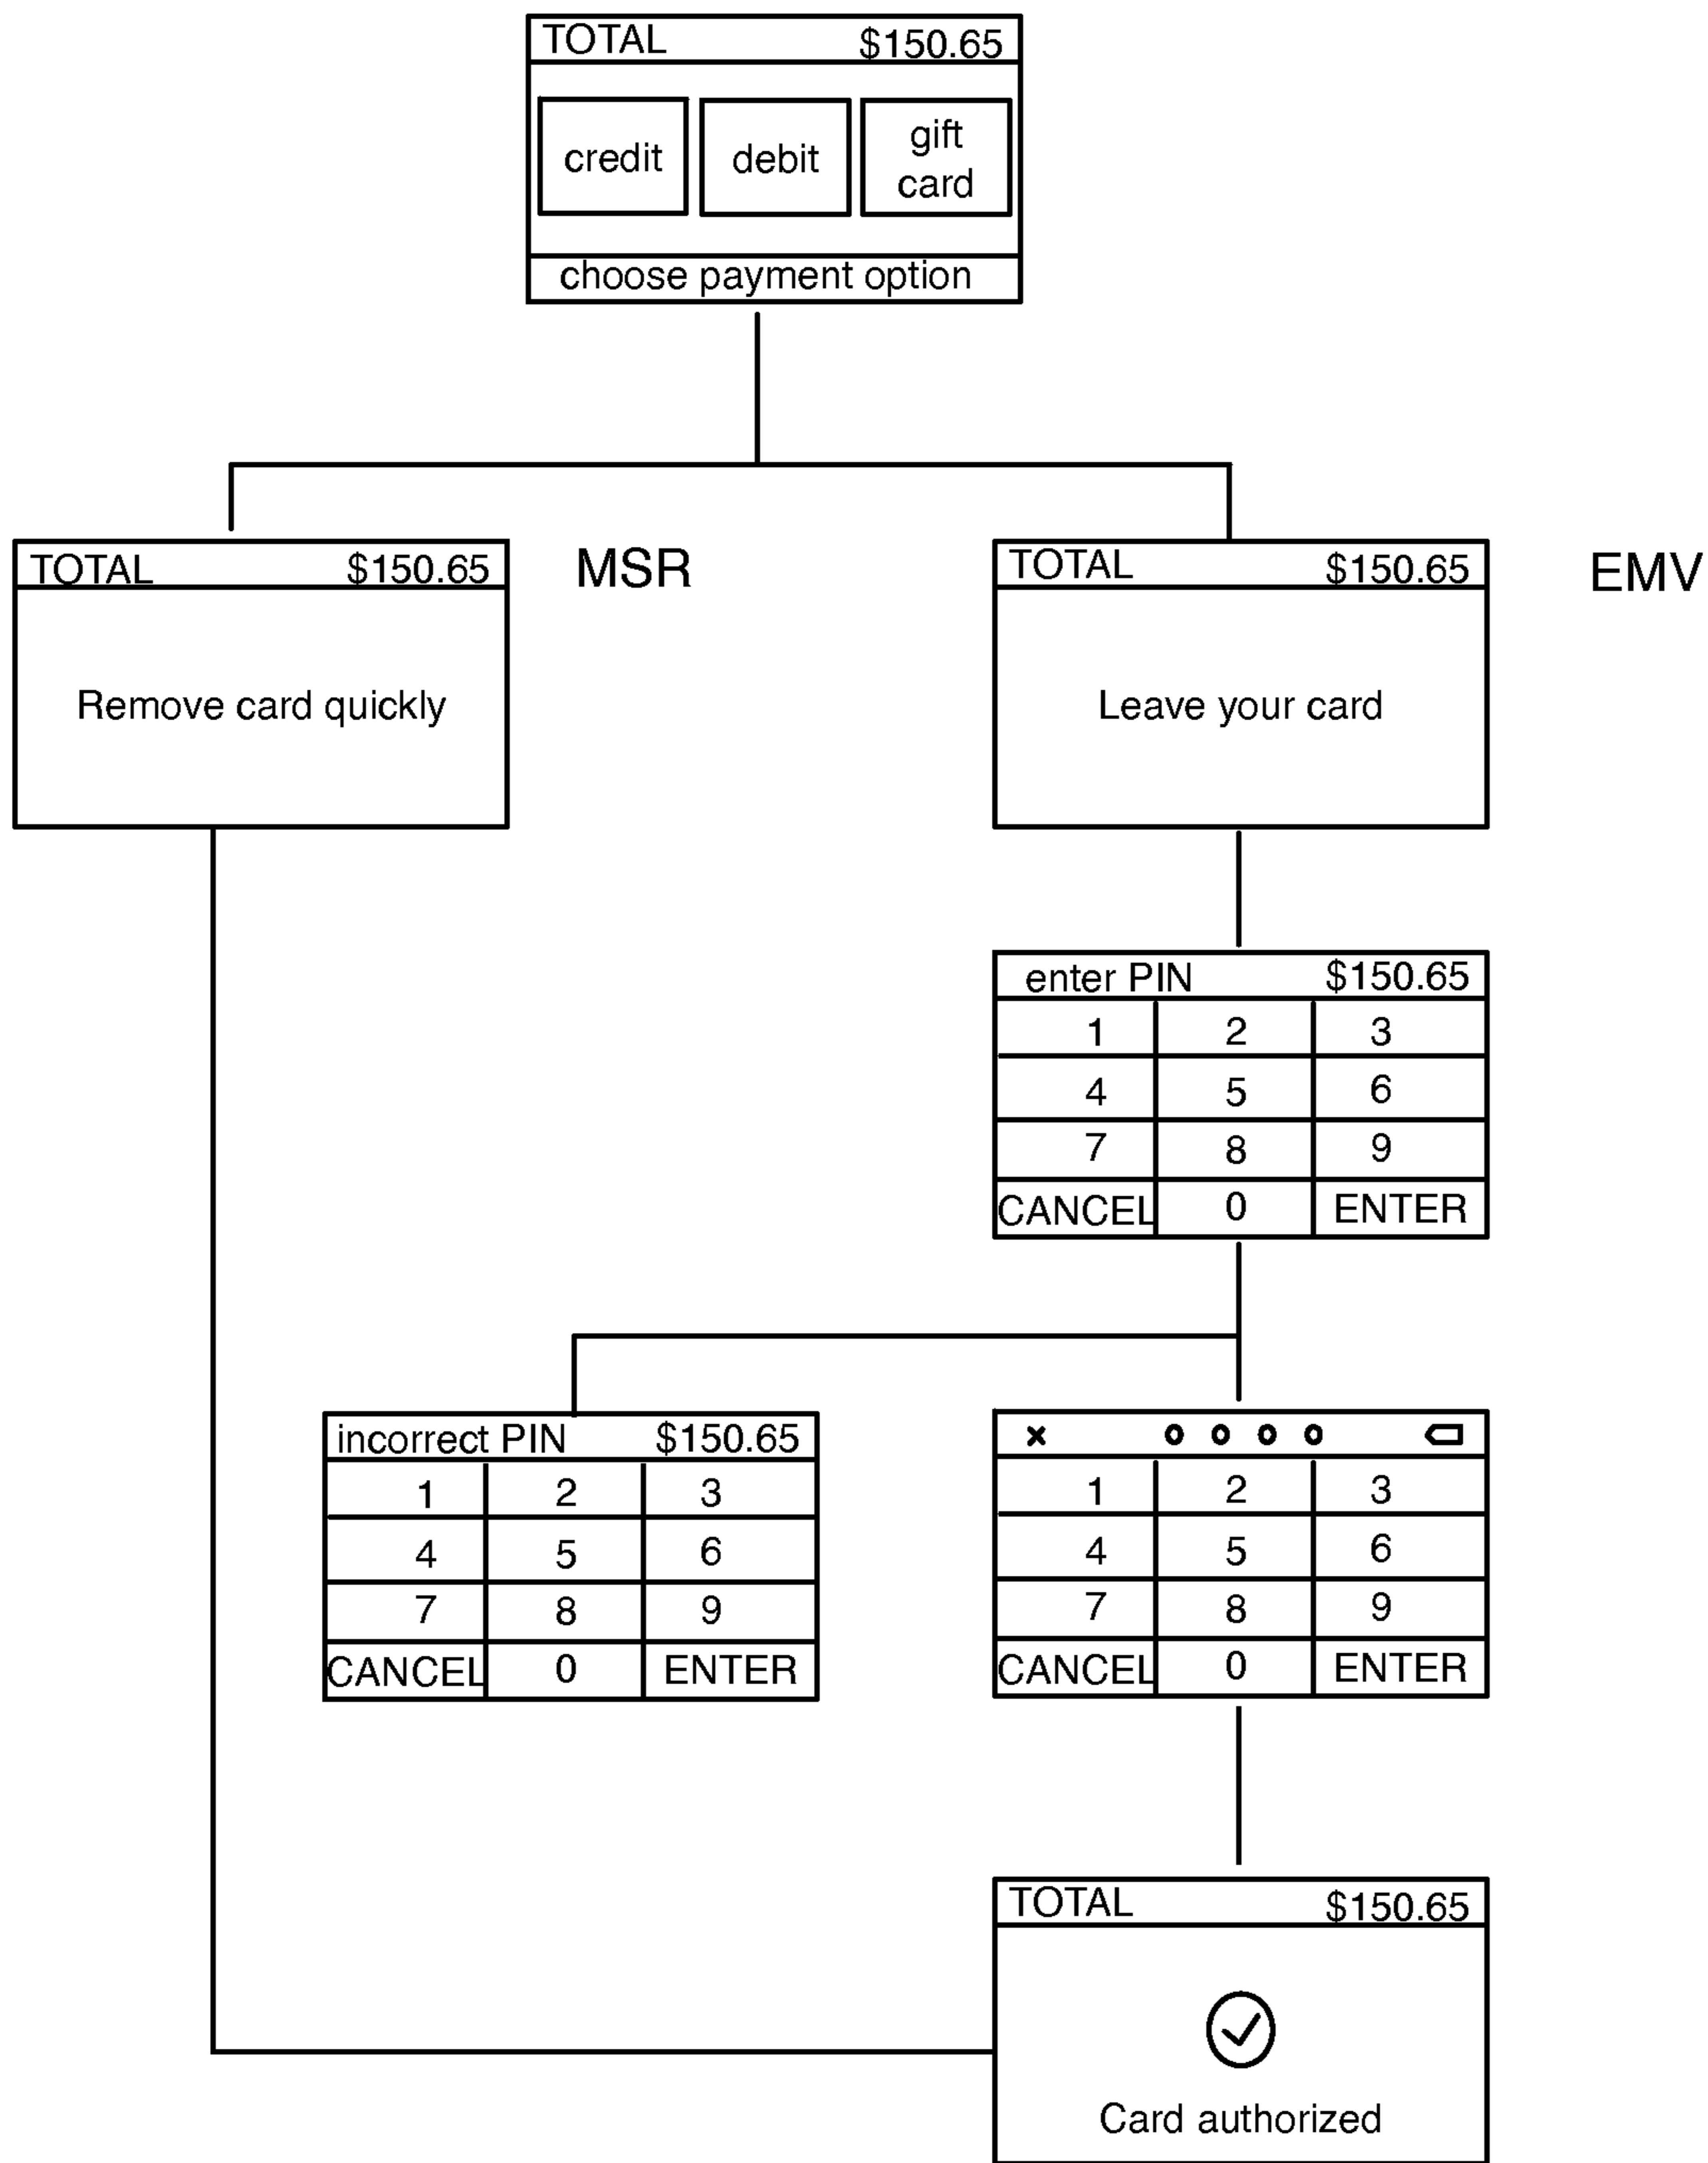 TOTAL $150.65
credit debit gift card
choose payment option
TOTAL $150.65
MSR
Remove card quickly
TOTAL $150.65
EMV
Leave your card
enter PIN $150.65
1 2 3
4 5 6
7 8 9
CANCEL 0 ENTER
incorrect PIN $150.65
1 2 3
4 5 6
7 8 9
CANCEL 0 ENTER
1 2 3
4 5 6
7 8 9
CANCEL 0 ENTER
TOTAL $150.65
Card authorized